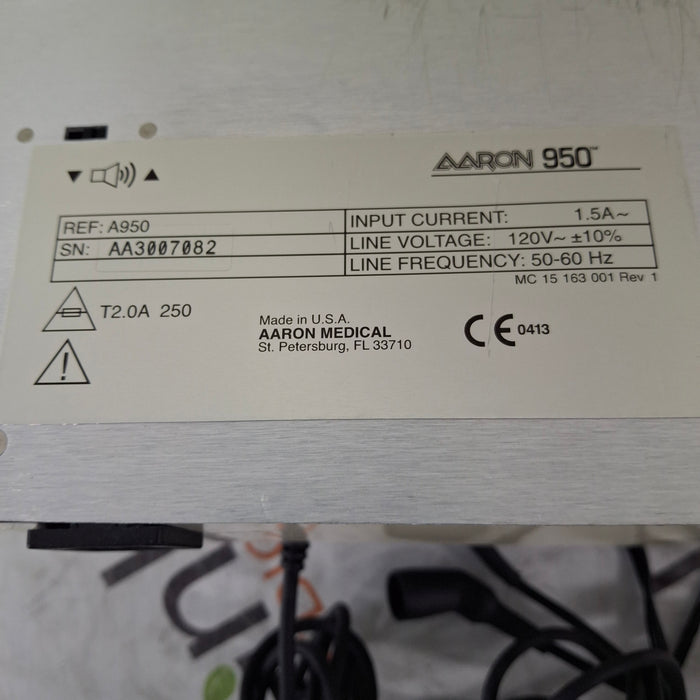 AARON 950™
REF: A950
SN: AA3007082
INPUT CURRENT: 1.5A~
LINE VOLTAGE: 120V~ ±10%
LINE FREQUENCY: 50-60 Hz
MC 15 163 001 Rev 1
T2.0A 250
Made in U.S.A.
AARON MEDICAL
St. Petersburg, FL 33710
CE 0413